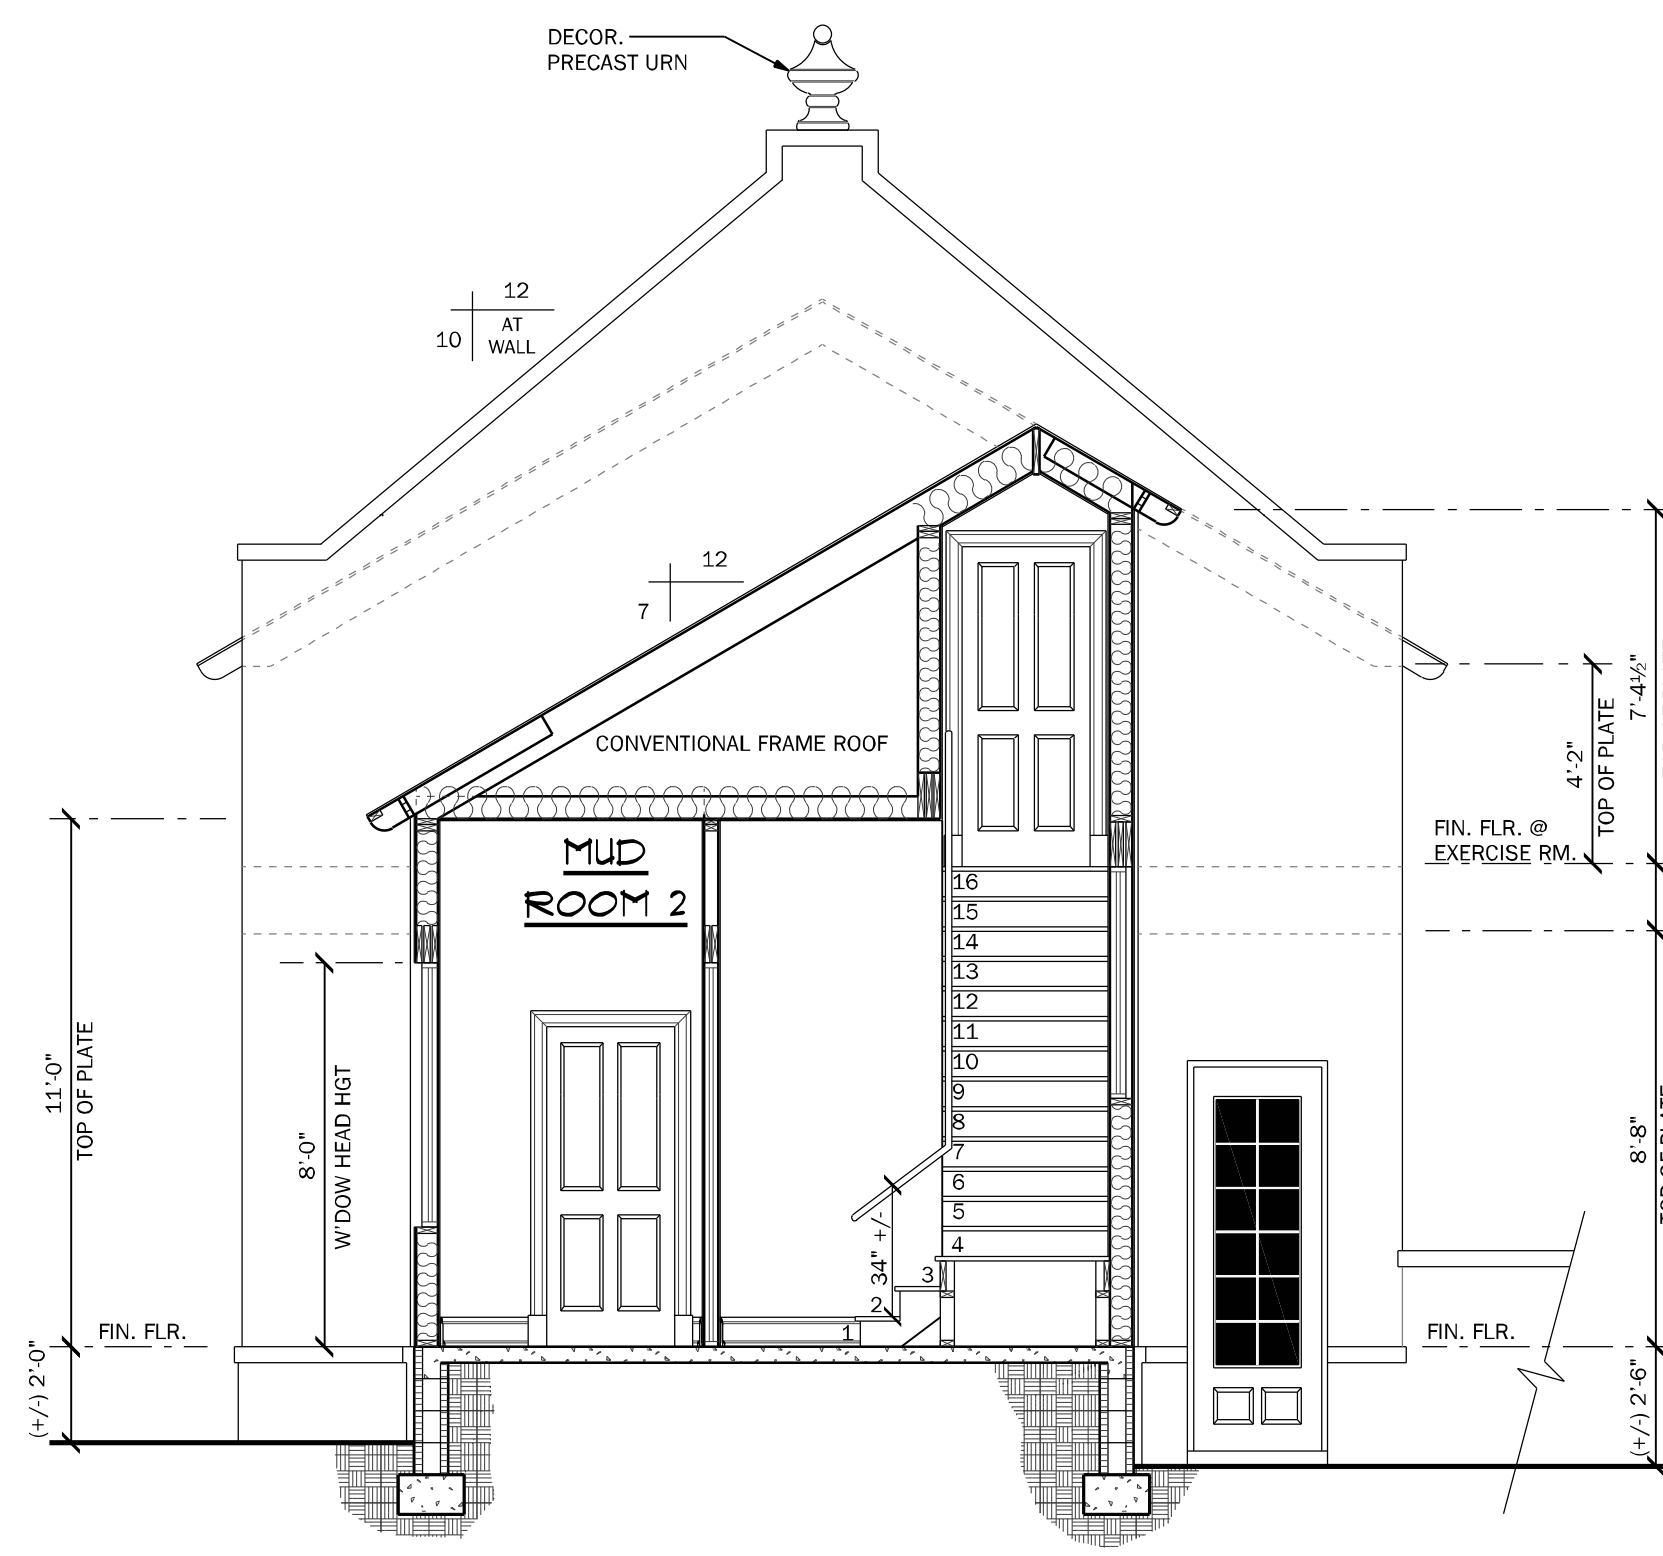 DECOR.
PRECAST URN
12
AT
10
WALL
12
7
CONVENTIONAL FRAME ROOF
MUD
ROOM 2
7'-4½"
4'-2"
TOP OF PLATE
FIN. FLR. @
EXERCISE RM.
16
15
14
13
12
11
10
9
8
7
6
5
4
3
2
1
11'-0"
TOP OF PLATE
8'-0"
W'DOW HEAD HGT
34" +/-
8'-8"
FIN. FLR.
FIN. FLR.
(+/-) 2'-0"
(+/-) 2'-6"